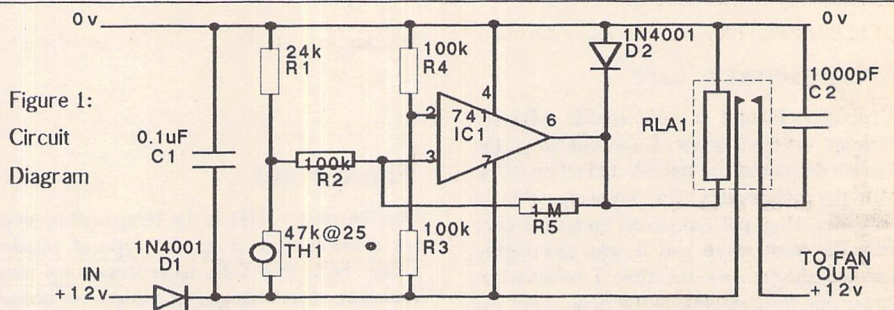 0v
0v
1N4001
D2
24k
R1
100k
R4
1000pF
C2
Figure 1:
Circuit
Diagram
4
2
741
IC1
6
RLA1
0.1uF
C1
3
7
100k
R2
1 M
R5
47k@25
TH1
100k
R3
1N4001
D1
IN
+12v
TO FAN
OUT
+12v